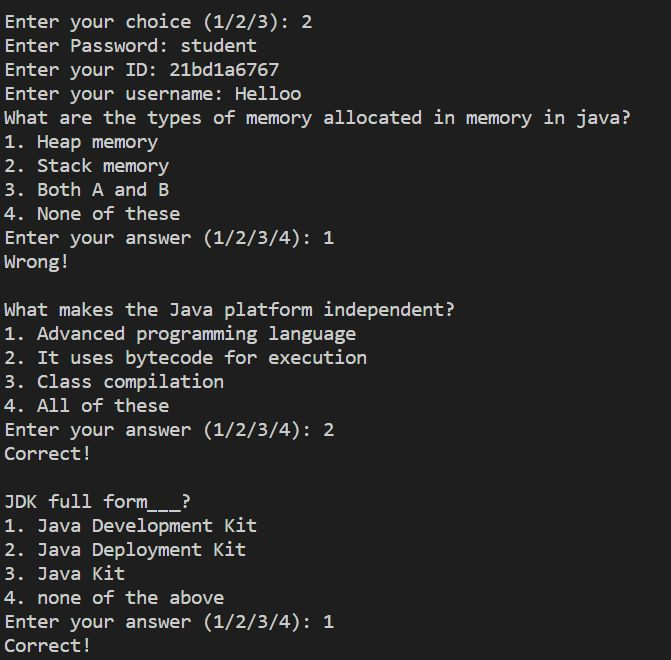 Enter your choice (1/2/3): 2
Enter Password: student
Enter your ID: 21bd1a6767
Enter your username: Helloo
What are the types of memory allocated in memory in java?
1. Heap memory
2. Stack memory
3. Both A and B
4. None of these
Enter your answer (1/2/3/4): 1
Wrong!
What makes the Java platform independent?
1. Advanced programming language
2. It uses bytecode for execution
3. Class compilation
4. All of these
Enter your answer (1/2/3/4): 2
Correct!
JDK full form___?
1. Java Development Kit
2. Java Deployment Kit
3. Java Kit
4. none of the above
Enter your answer (1/2/3/4): 1
Correct!